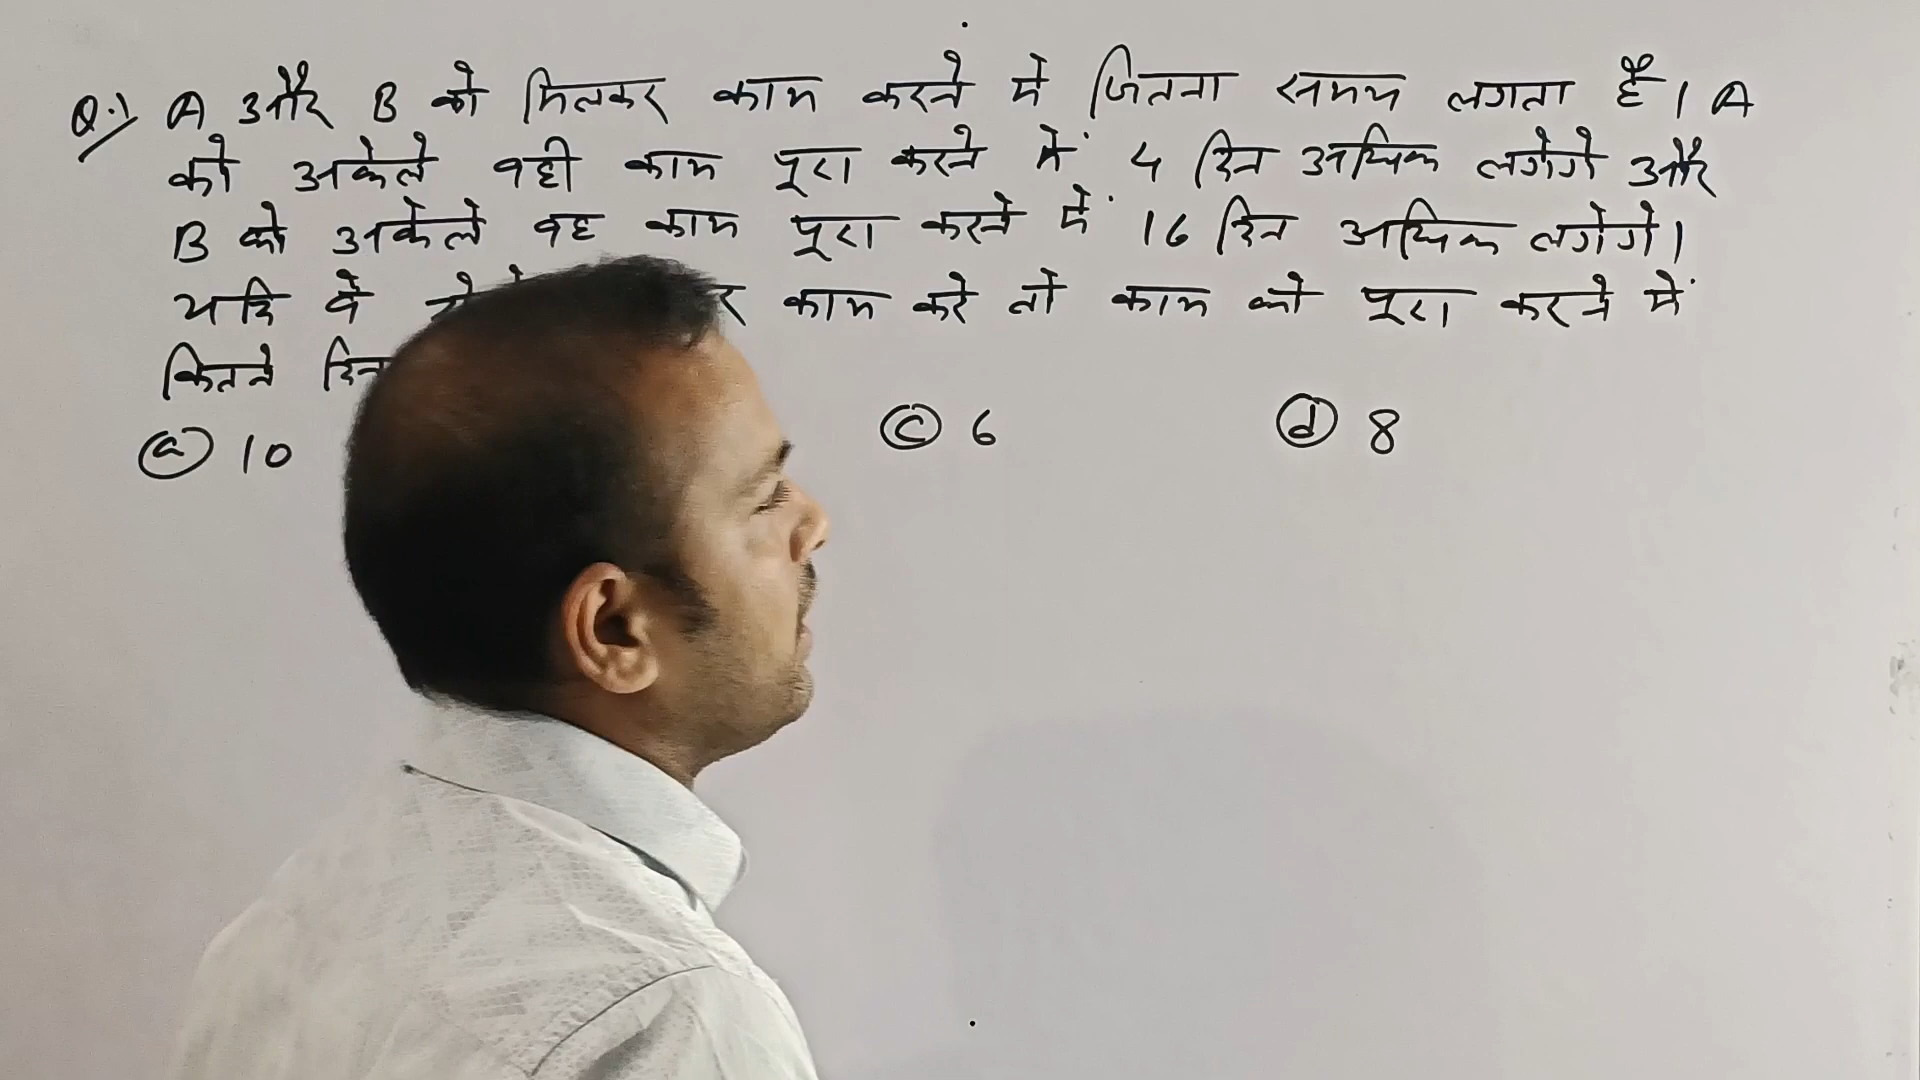 Q.1 A और B को मिलकर काम करने में जितना समय लगता है। A
को अकेले वही काम पूरा करने में 4 दिन अधिक लगेगे और
B को अकेले वह काम पूरा करने में 16 दिन अधिक लगेगे।
यदि वे काम करे तो काम को पूरा करने में
कितने दिन
(a) 10 (c) 6 (d) 8